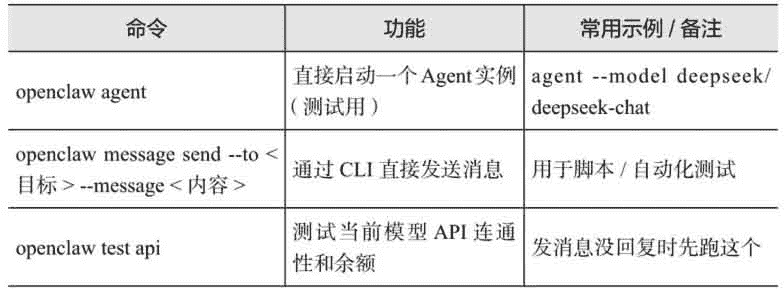 命令 功能 常用示例 / 备注
openclaw agent
直接启动一个 Agent 实例
（测试用）
agent --model deepseek/
deepseek-chat
openclaw message send --to <
目标 > --message < 内容 >
通过 CLI 直接发送消息
用于脚本 / 自动化测试
openclaw test api
测试当前模型 API 连通
性和余额
发消息没回复时先跑这个